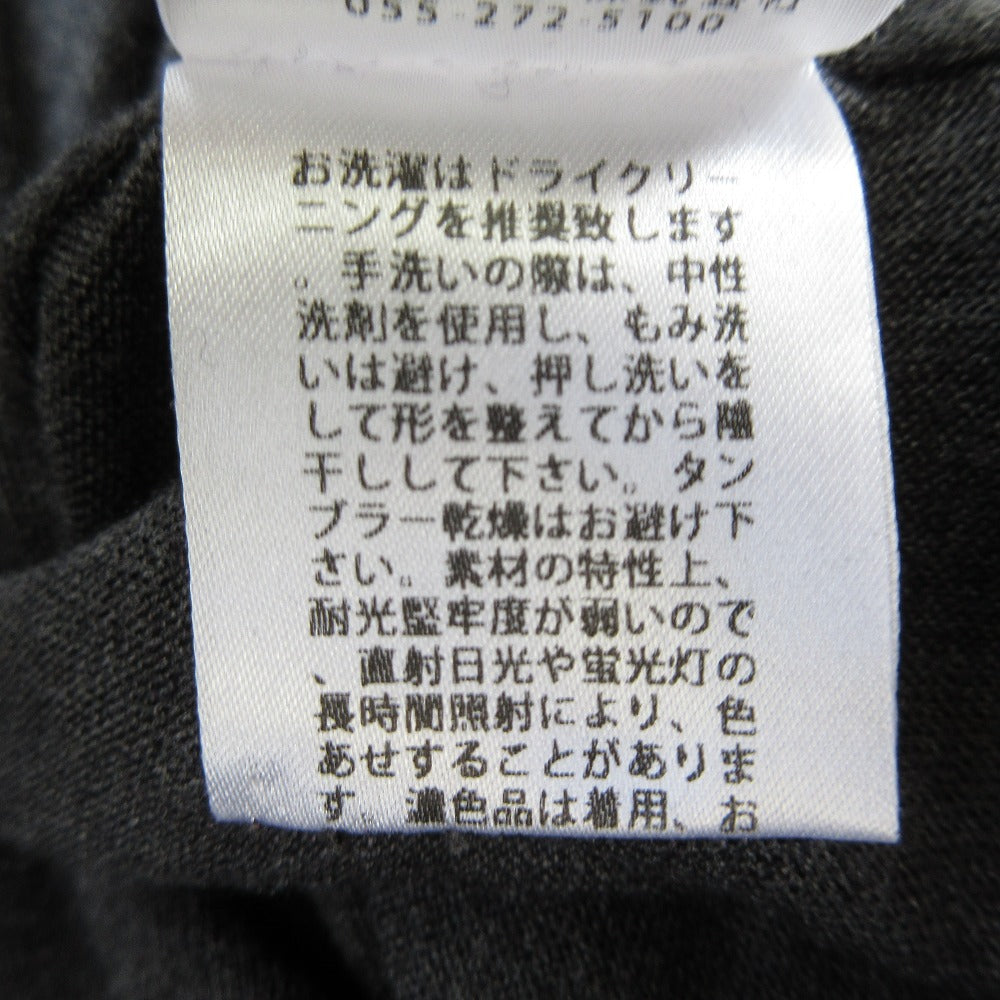 055-272-5100
お洗濯はドライクリー
ニングを推奨致します
。手洗いの際は、中性
洗剤を使用し、もみ洗
いは避け、押し洗いを
して形を整えてから陰
干しして下さい。タン
ブラー乾燥はお避け下
さい。素材の特性上、
耐光堅牢度が弱いので
、直射日光や蛍光灯の
長時間照射により、色
あせすることがありま
す。濃色品は着用、お